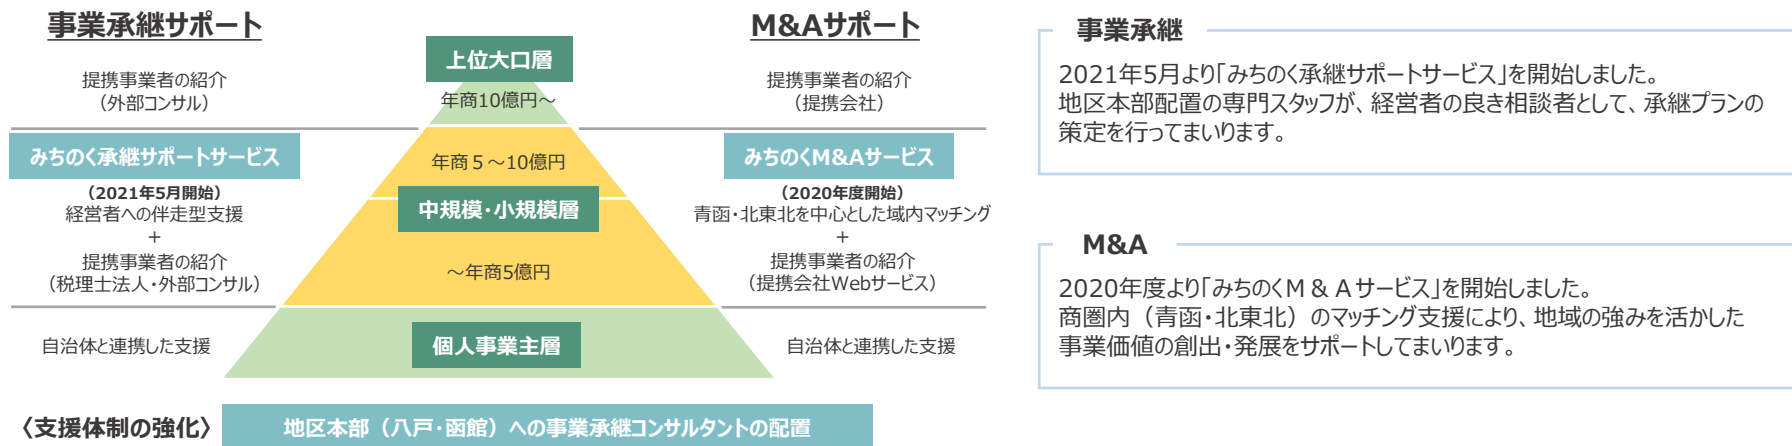 事業承継サポート
提携事業者の紹介
（外部コンサル）
みちのく承継サポートサービス
（2021年5月開始）
経営者への伴走型支援
+
提携事業者の紹介
（税理士法人・外部コンサル）
自治体と連携した支援
上位大口層
年商10億円～
年商５～10億円
中規模・小規模層
～年商5億円
個人事業主層
M&Aサポート
提携事業者の紹介
（提携会社）
みちのくM&Aサービス
（2020年度開始）
青函・北東北を中心とした域内マッチング
+
提携事業者の紹介
（提携会社Webサービス）
自治体と連携した支援
〈支援体制の強化〉
地区本部（八戸・函館）への事業承継コンサルタントの配置
事業承継
2021年5月より「みちのく承継サポートサービス」を開始しました。
地区本部配置の専門スタッフが、経営者の良き相談者として、承継プランの
策定を行ってまいります。
M&A
2020年度より「みちのくＭ＆Ａサービス」を開始しました。
商圏内（青函・北東北）のマッチング支援により、地域の強みを活かした
事業価値の創出・発展をサポートしてまいります。